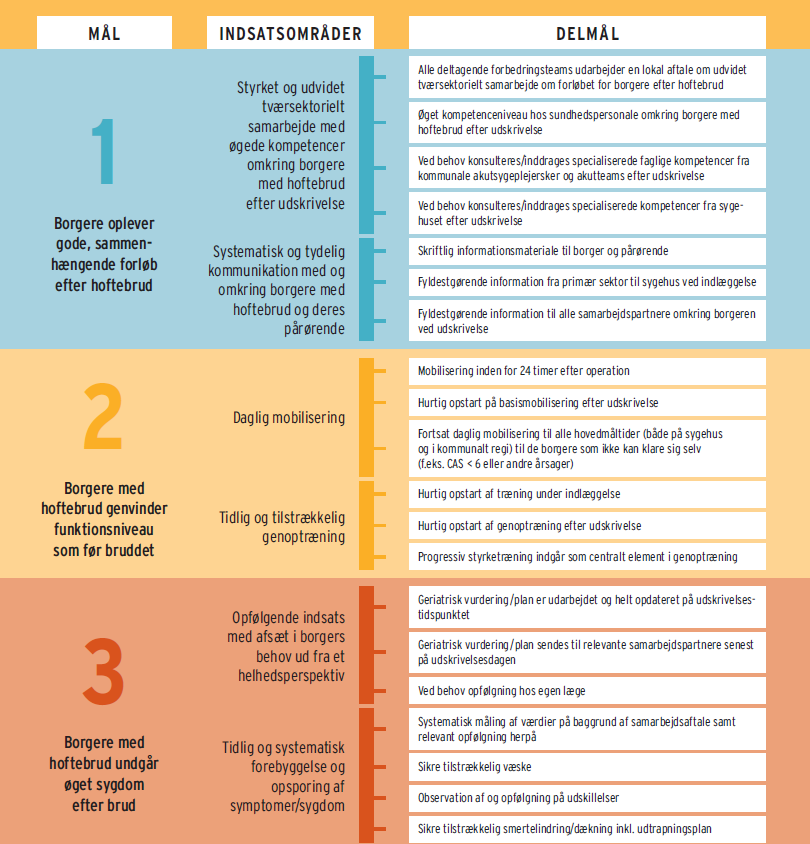 MÅL
INDSATSOMRÅDER
DELMÅL
1
Borgere oplever
gode, sammen-
hængende forløb
efter hoftebrud
Styrket og udvidet
tværsektorielt
samarbejde med
øgede kompetencer
omkring borgere
med hoftebrud
efter udskrivelse
Alle deltagende forbedringsteams udarbejder en lokal aftale om udvidet
tværsektorielt samarbejde om forløbet for borgere efter hoftebrud
Øget kompetenceniveau hos sundhedspersonale omkring borgere med
hoftebrud efter udskrivelse
Ved behov konsulteres/inddrages specialiserede faglige kompetencer fra
kommunale akutsygeplejersker og akutteams efter udskrivelse
Ved behov konsulteres/inddrages specialiserede kompetencer fra syge-
huset efter udskrivelse
Systematisk og tydelig
kommunikation med og
omkring borgere med
hoftebrud og deres
pårørende
Skriftlig informationsmateriale til borger og pårørende
Fyldestgørende information fra primær sektor til sygehus ved indlæggelse
Fyldestgørende information til alle samarbejdspartnere omkring borgeren
ved udskrivelse
2
Borgere med
hoftebrud genvinder
funktionsniveau
som før bruddet
Daglig mobilisering
Mobilisering inden for 24 timer efter operation
Hurtig opstart på basismobilisering efter udskrivelse
Fortsat daglig mobilisering til alle hovedmåltider (både på sygehus
og i kommunalt regi) til de borgere som ikke kan klare sig selv
(f.eks. CAS < 6 eller andre årsager)
Tidlig og tilstrækkelig
genoptræning
Hurtig opstart af træning under indlæggelse
Hurtig opstart af genoptræning efter udskrivelse
Progressiv styrketræning indgår som centralt element i genoptræning
3
Borgere med
hoftebrud undgår
øget sygdom
efter brud
Opfølgende indsats
med afsæt i borgers
behov ud fra et
helhedsperspektiv
Geriatrisk vurdering/plan er udarbejdet og helt opdateret på udskrivelses-
tidspunktet
Geriatrisk vurdering/plan sendes til relevante samarbejdspartnere senest
på udskrivelsesdagen
Ved behov opfølgning hos egen læge
Tidlig og systematisk
forebyggelse og
opsporing af
symptomer/sygdom
Systematisk måling af værdier på baggrund af samarbejdsaftale samt
relevant opfølgning herpå
Sikre tilstrækkelig væske
Observation af og opfølgning på udskillelser
Sikre tilstrækkelig smertelindring/dækning inkl. udtrapningsplan